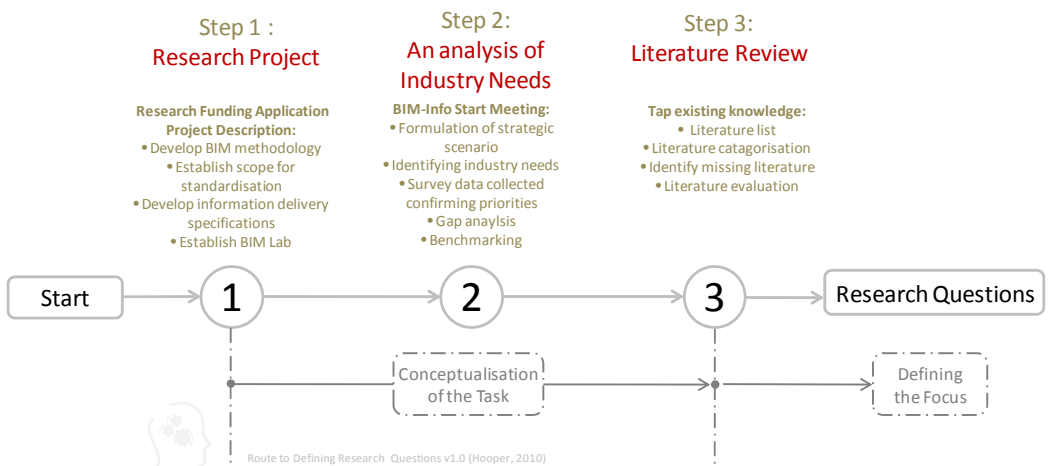 Step 1 :
Research Project
Research Funding Application
Project Description:
• Develop BIM methodology
• Establish scope for
standardisation
• Develop information delivery
specifications
• Establish BIM Lab
Step 2:
An analysis of
Industry Needs
BIM-Info Start Meeting:
• Formulation of strategic
scenario
• Identifying industry needs
• Survey data collected
confirming priorities
• Gap anaylsis
• Benchmarking
Step 3:
Literature Review
Tap existing knowledge:
• Literature list
• Literature catagorisation
• Identify missing literature
• Literature evaluation
Start
1
2
3
Research Questions
Conceptualisation
of the Task
Defining
the Focus
Route to Defining Research Questions v1.0 (Hooper, 2010)